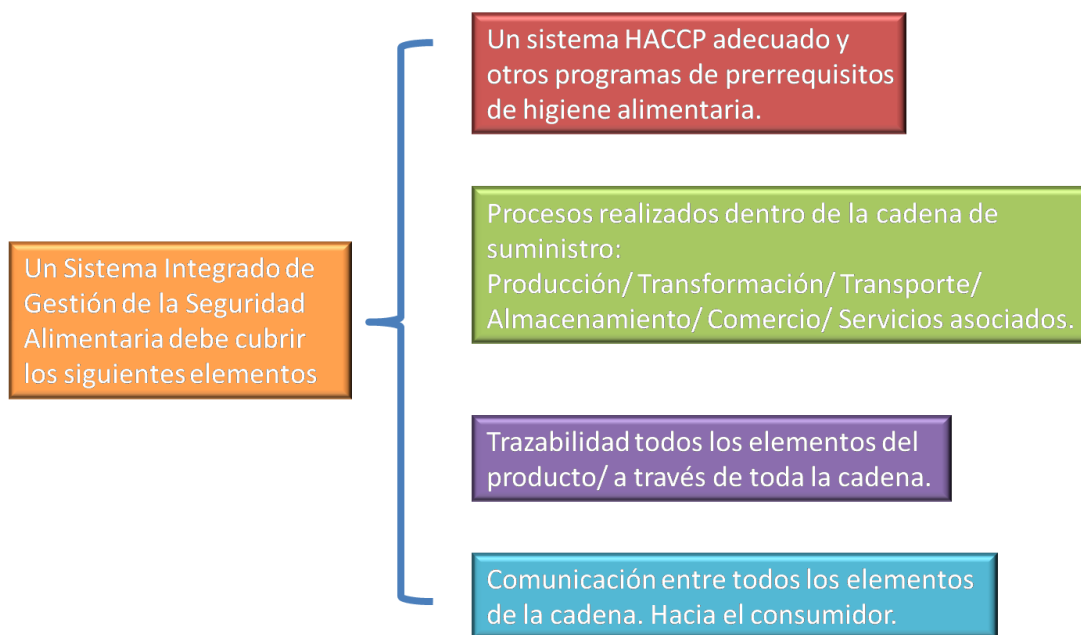 Un Sistema Integrado de
Gestión de la Seguridad
Alimentaria debe cubrir
los siguientes elementos
Un sistema HACCP adecuado y
otros programas de prerrequisitos
de higiene alimentaria.
Procesos realizados dentro de la cadena de
suministro:
Producción/ Transformación/ Transporte/
Almacenamiento/ Comercio/ Servicios asociados.
Trazabilidad todos los elementos del
producto/ a través de toda la cadena.
Comunicación entre todos los elementos
de la cadena. Hacia el consumidor.